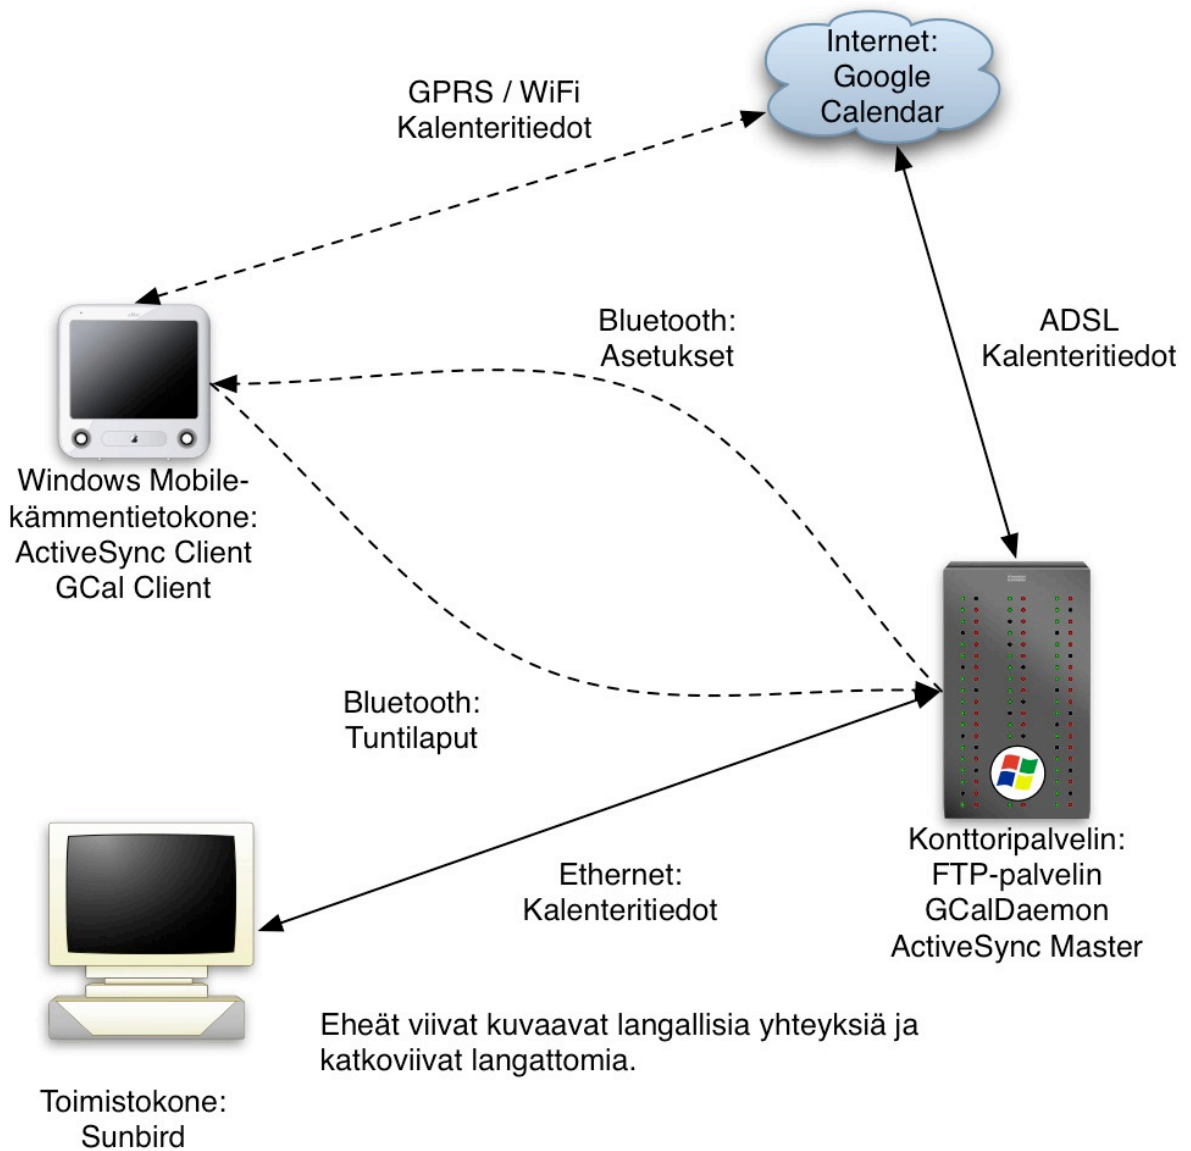 Internet:
Google
Calendar
GPRS / WiFi
Kalenteritiedot
Bluetooth:
Asetukset
ADSL
Kalenteritiedot
Windows Mobile-
kämmentietokone:
ActiveSync Client
GCal Client
Bluetooth:
Tuntilaput
Konttoripalvelin:
FTP-palvelin
GCalDaemon
ActiveSync Master
Ethernet:
Kalenteritiedot
Eheät viivat kuvaavat langallisia yhteyksiä ja
katkoviivat langattomia.
Toimistokone:
Sunbird